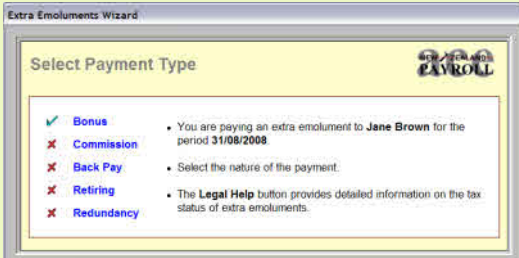 Extra Emoluments Wizard
Select Payment Type
NEW ZEALAND
PAYROLL
Bonus
Commission
Back Pay
Retiring
Redundancy
You are paying an extra emolument to Jane Brown for the
period 31/08/2008.
Select the nature of the payment.
The Legal Help button provides detailed information on the tax
status of extra emoluments.